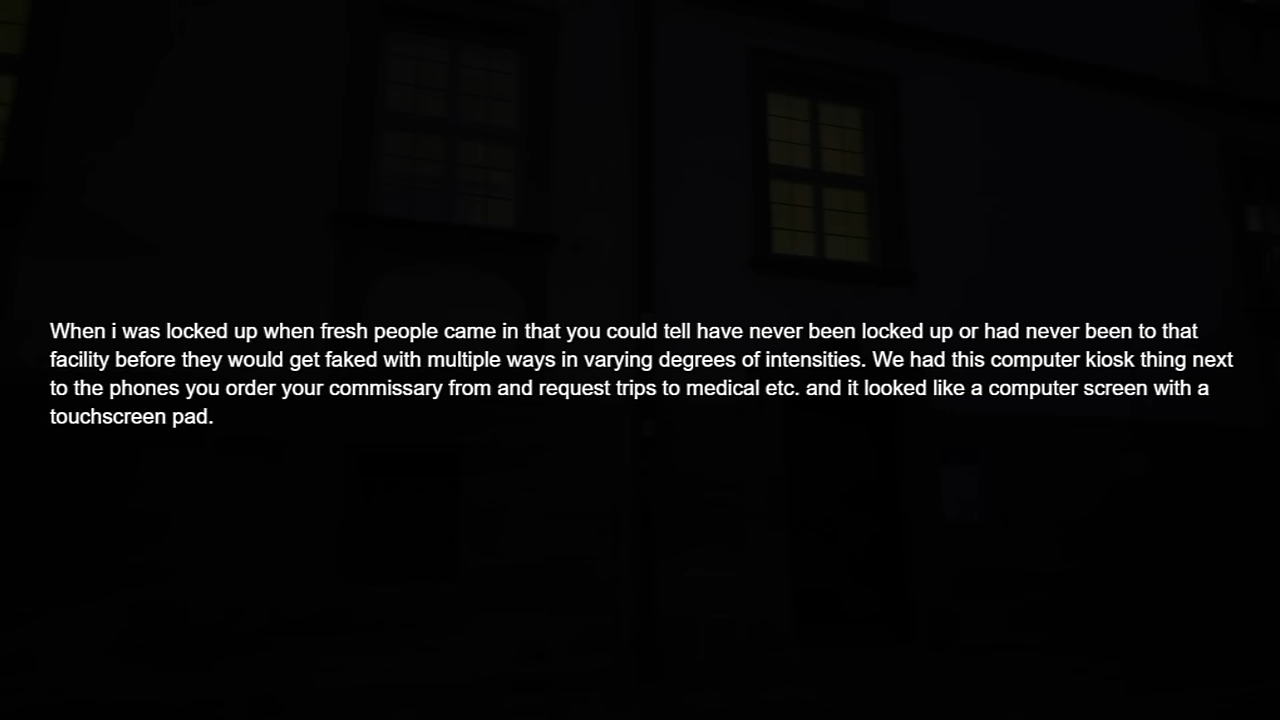 When i was locked up when fresh people came in that you could tell have never been locked up or had never been to that
facility before they would get faked with multiple ways in varying degrees of intensities. We had this computer kiosk thing next
to the phones you order your commissary from and request trips to medical etc. and it looked like a computer screen with a
touchscreen pad.